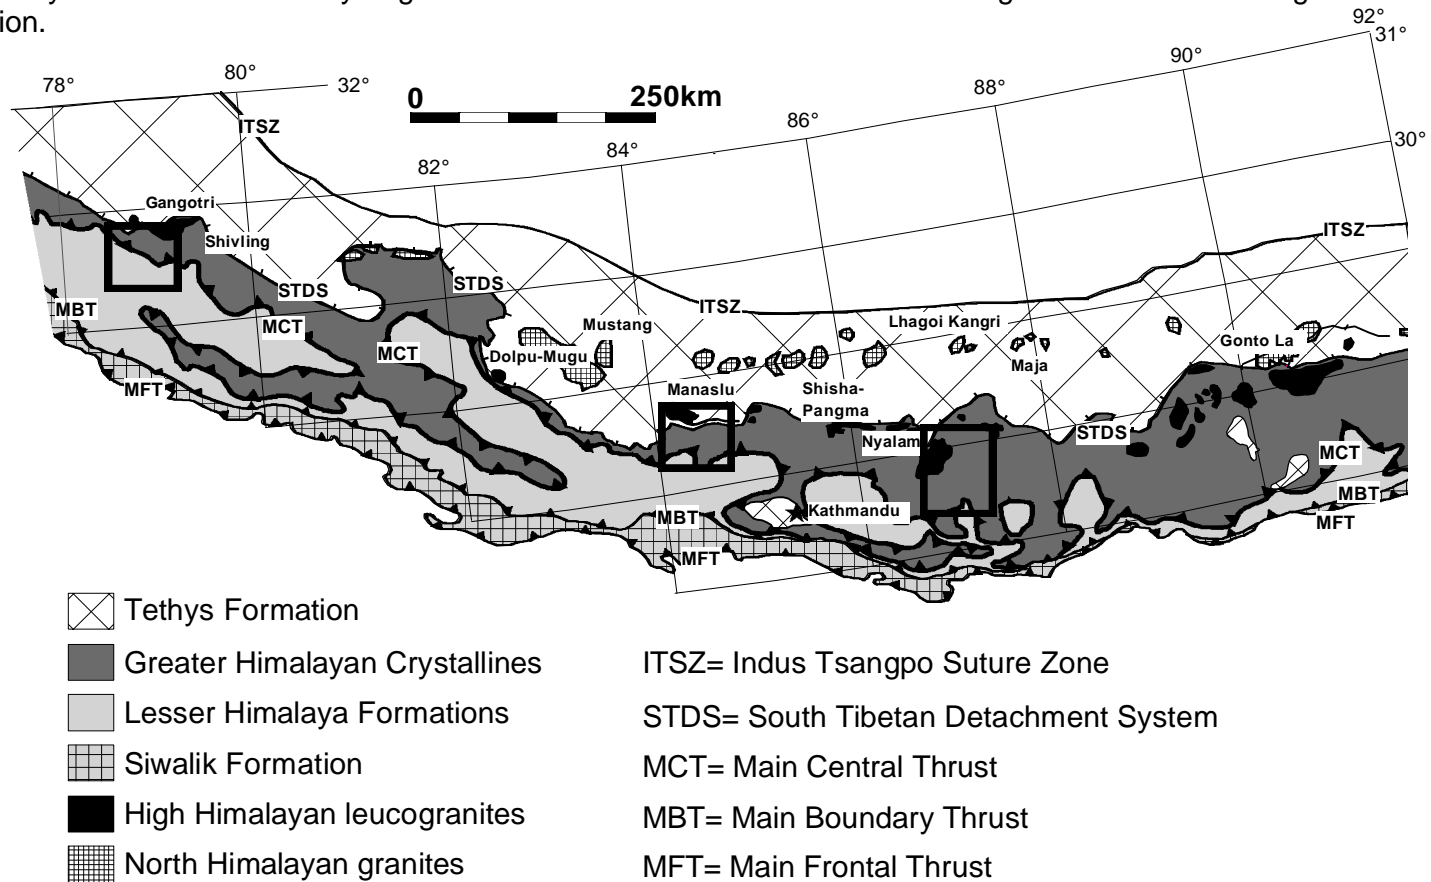 ion.
92°
31°
90°
78°
80°
32°
0
250km
88°
86°
ITSZ
30°
84°
82°
Gangotri
Shivling
ITSZ
STDS
STDS
MBT
ITSZ
MCT
Mustang
Lhagoi Kangri
Gonto La
MCT
Dolpu-Mugu
Maja
MFT
Manaslu
Shisha-
Pangma
STDS
Nyalam
MCT
MBT
Kathmandu
MBT
MFT
MFT
Tethys Formation
Greater Himalayan Crystallines
Lesser Himalaya Formations
Siwalik Formation
High Himalayan leucogranites
North Himalayan granites
ITSZ= Indus Tsangpo Suture Zone
STDS= South Tibetan Detachment System
MCT= Main Central Thrust
MBT= Main Boundary Thrust
MFT= Main Frontal Thrust